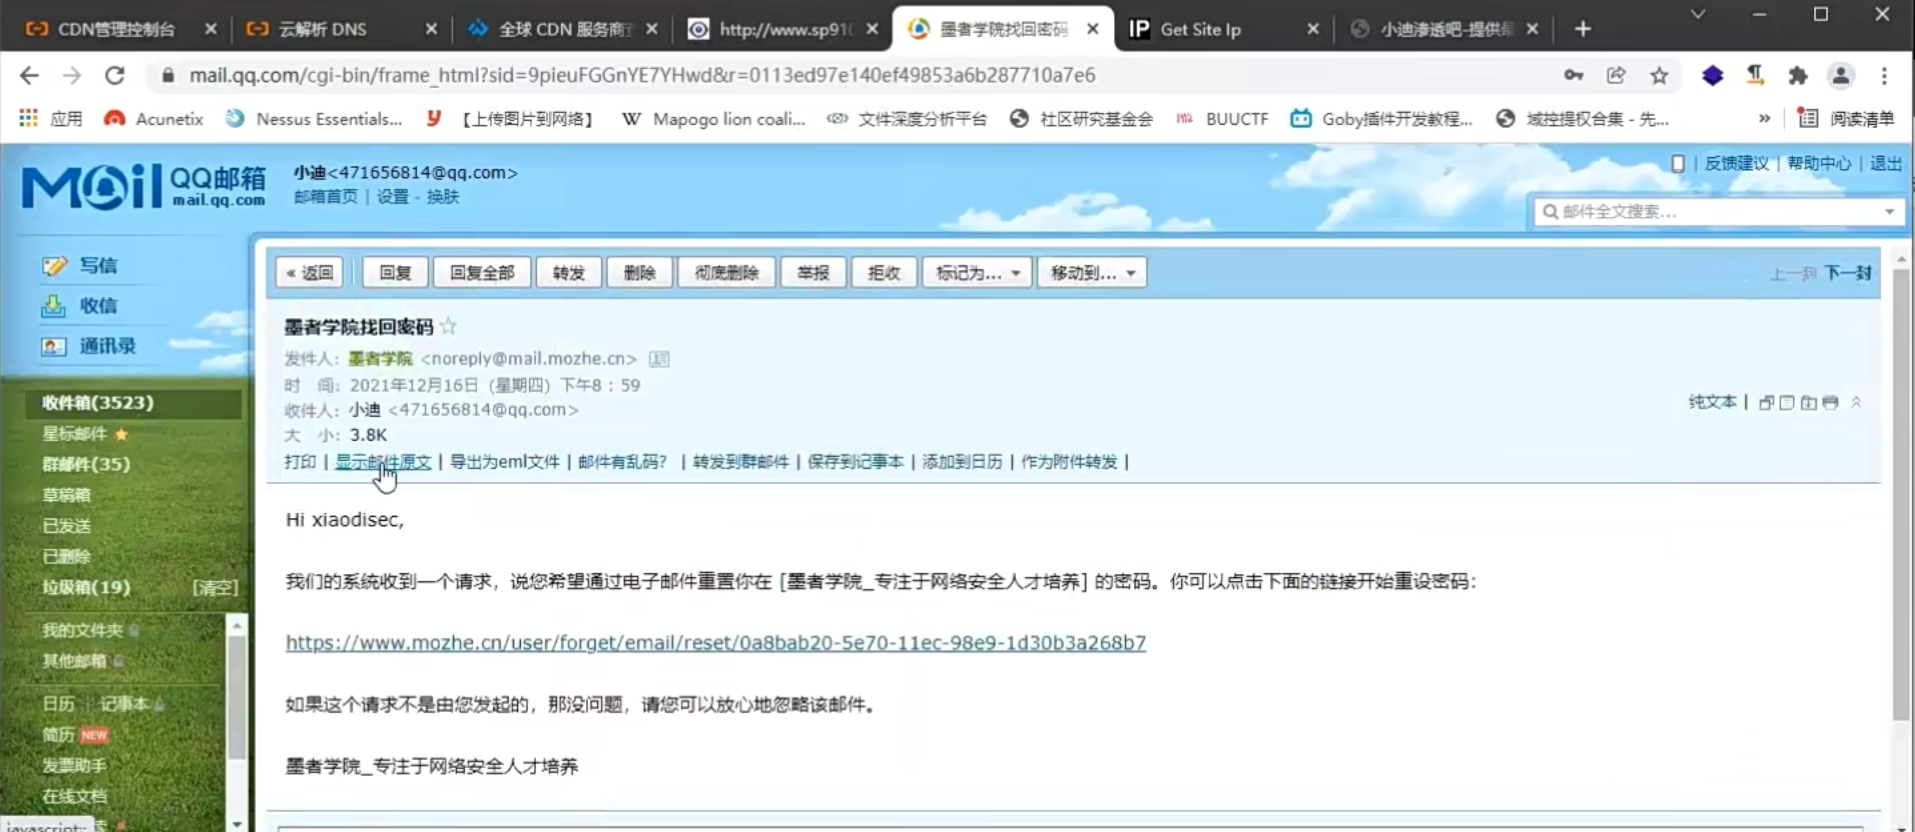 CDN管理控制台
云解析 DNS
全球 CDN 服务商
http://www.sp910
墨者学院找回密码
IP Get Site Ip
小迪渗透吧-提供
mail.qq.com/cgi-bin/frame_html?sid=9pieuFGGnYE7YHwd&r=0113ed97e140ef49853a6b287710a7e6
应用
Acunetix
Nessus Essentials...
【上传图片到网络】
W Mapogo lion coali...
文件深度分析平台
社区研究基金会
BUUCTF
Goby插件开发教程...
域控提权合集 - 先...
»
阅读清单
Mail QQ邮箱
mail.qq.com
小迪<471656814@qq.com>
邮箱首页 | 设置 - 换肤
反馈建议 | 帮助中心 | 退出
邮件全文搜索...
写信
收信
通讯录
收件箱(3523)
星标邮件
群邮件(35)
草稿箱
已发送
已删除
垃圾箱(19) [清空]
我的文件夹
其他邮箱
日历 记事本
简历 NEW
发票助手
在线文档
javascript:;
« 返回
回复
回复全部
转发
删除
彻底删除
举报
拒收
标记为...
移动到...
上一封 下一封
墨者学院找回密码
发件人: 墨者学院 <noreply@mail.mozhe.cn>
时 间: 2021年12月16日 (星期四) 下午8:59
收件人: 小迪 <471656814@qq.com>
大 小: 3.8K
纯文本 |
打印 | 显示邮件原文 | 导出为eml文件 | 邮件有乱码? | 转发到群邮件 | 保存到记事本 | 添加到日历 | 作为附件转发 |
Hi xiaodisec,
我们的系统收到一个请求，说您希望通过电子邮件重置你在 [墨者学院_专注于网络安全人才培养] 的密码。你可以点击下面的链接开始重设密码:
https://www.mozhe.cn/user/forget/email/reset/0a8bab20-5e70-11ec-98e9-1d30b3a268b7
如果这个请求不是由您发起的，那没问题，请您可以放心地忽略该邮件。
墨者学院_专注于网络安全人才培养